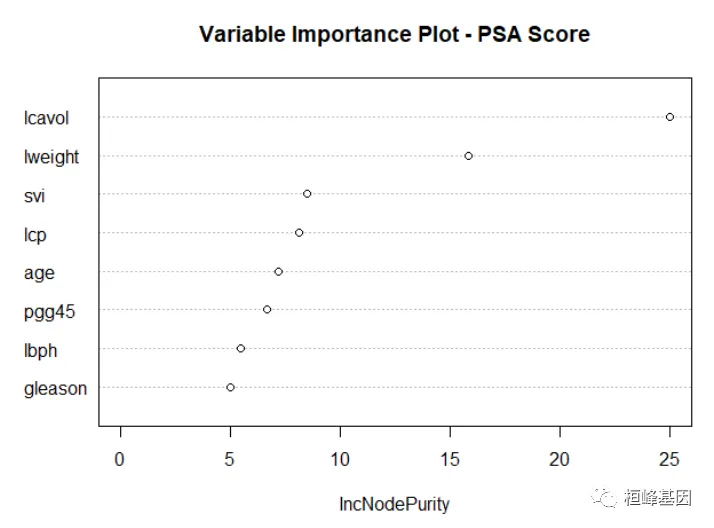 Variable Importance Plot - PSA Score
lcavol
lweight
svi
lcp
age
pgg45
lbph
gleason
0 5 10 15 20 25
IncNodePurity
桓峰基因